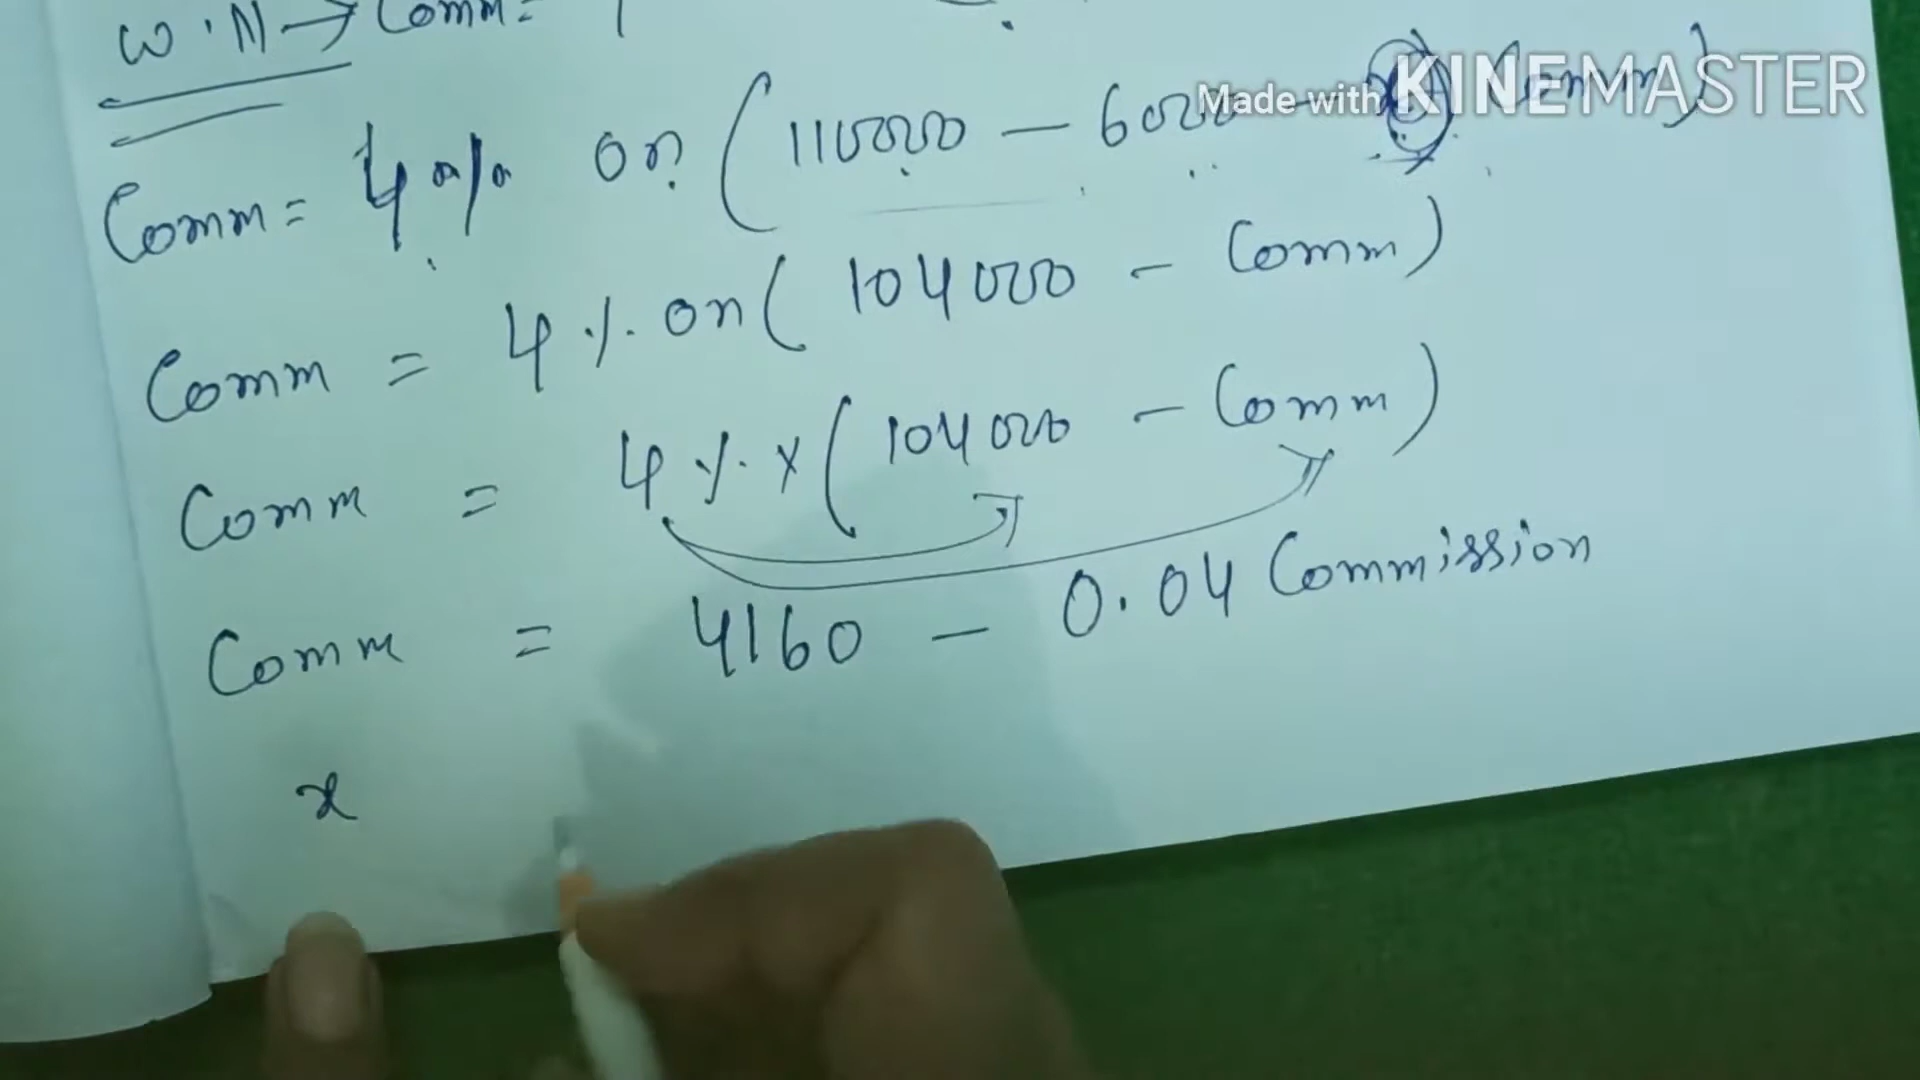 W.N → Comm =
Comm = 4% on (110000 - 6000 - Comm)
Made with KINEMASTER
Comm = 4% on (104000 - Comm)
Comm = 4% x (104000 - Comm)
Comm = 4160 - 0.04 Commission
x